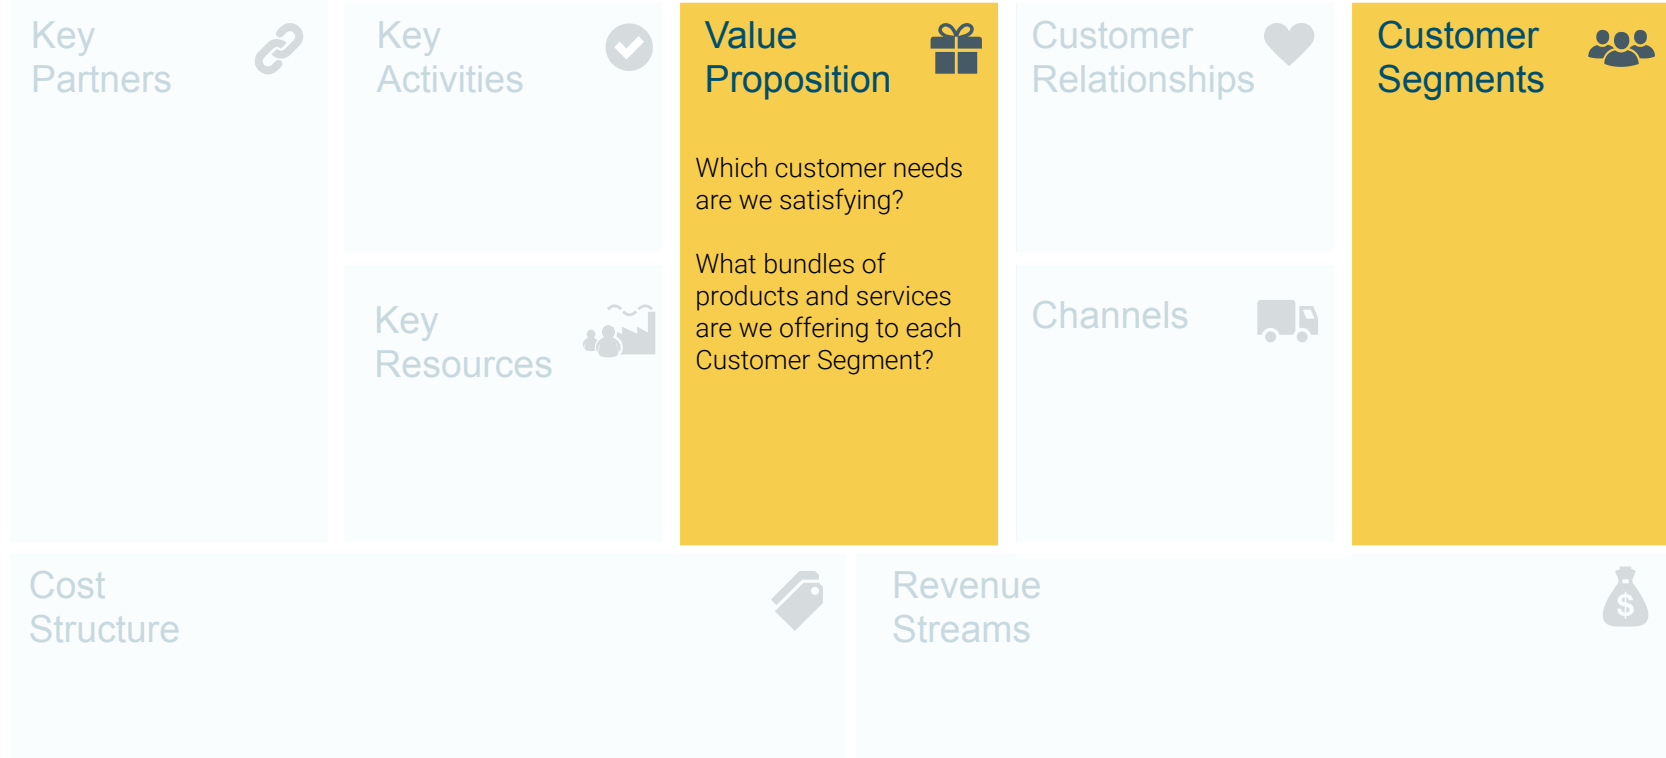 Key
Partners
Key
Activities
Value
Proposition
Which customer needs
are we satisfying?
What bundles of
products and services
are we offering to each
Customer Segment?
Customer
Relationships
Customer
Segments
Key
Resources
Channels
Cost
Structure
Revenue
Streams
$